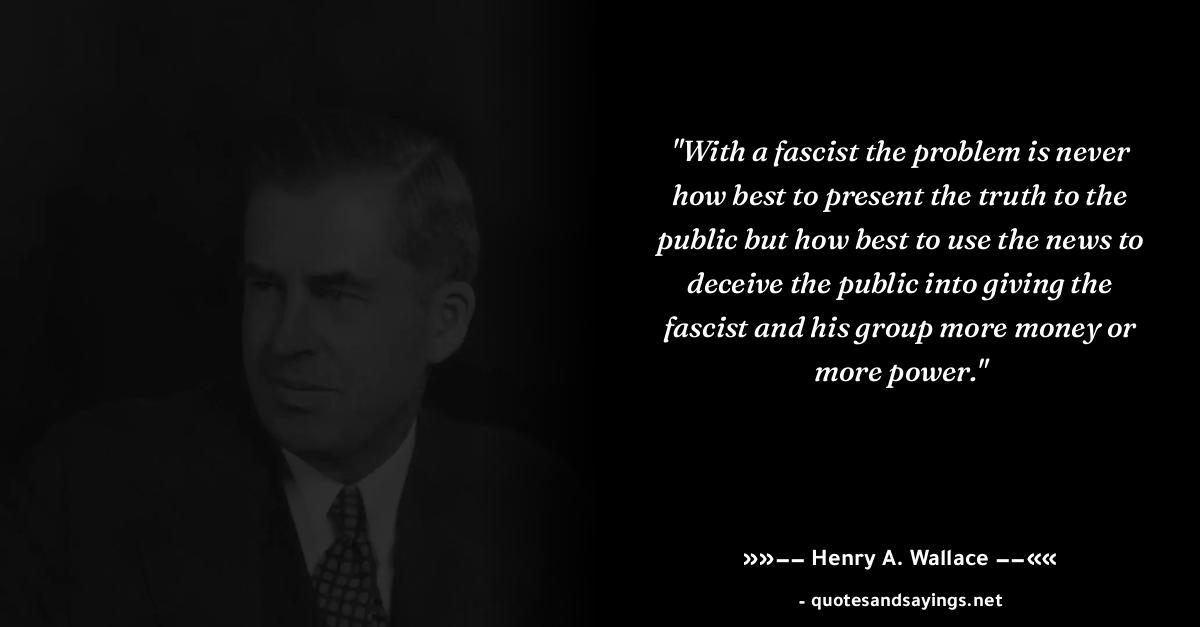 "With a fascist the problem is never
how best to present the truth to the
public but how best to use the news to
deceive the public into giving the
fascist and his group more money or
more power."
»»–– Henry A. Wallace ––««
- quotesandsayings.net